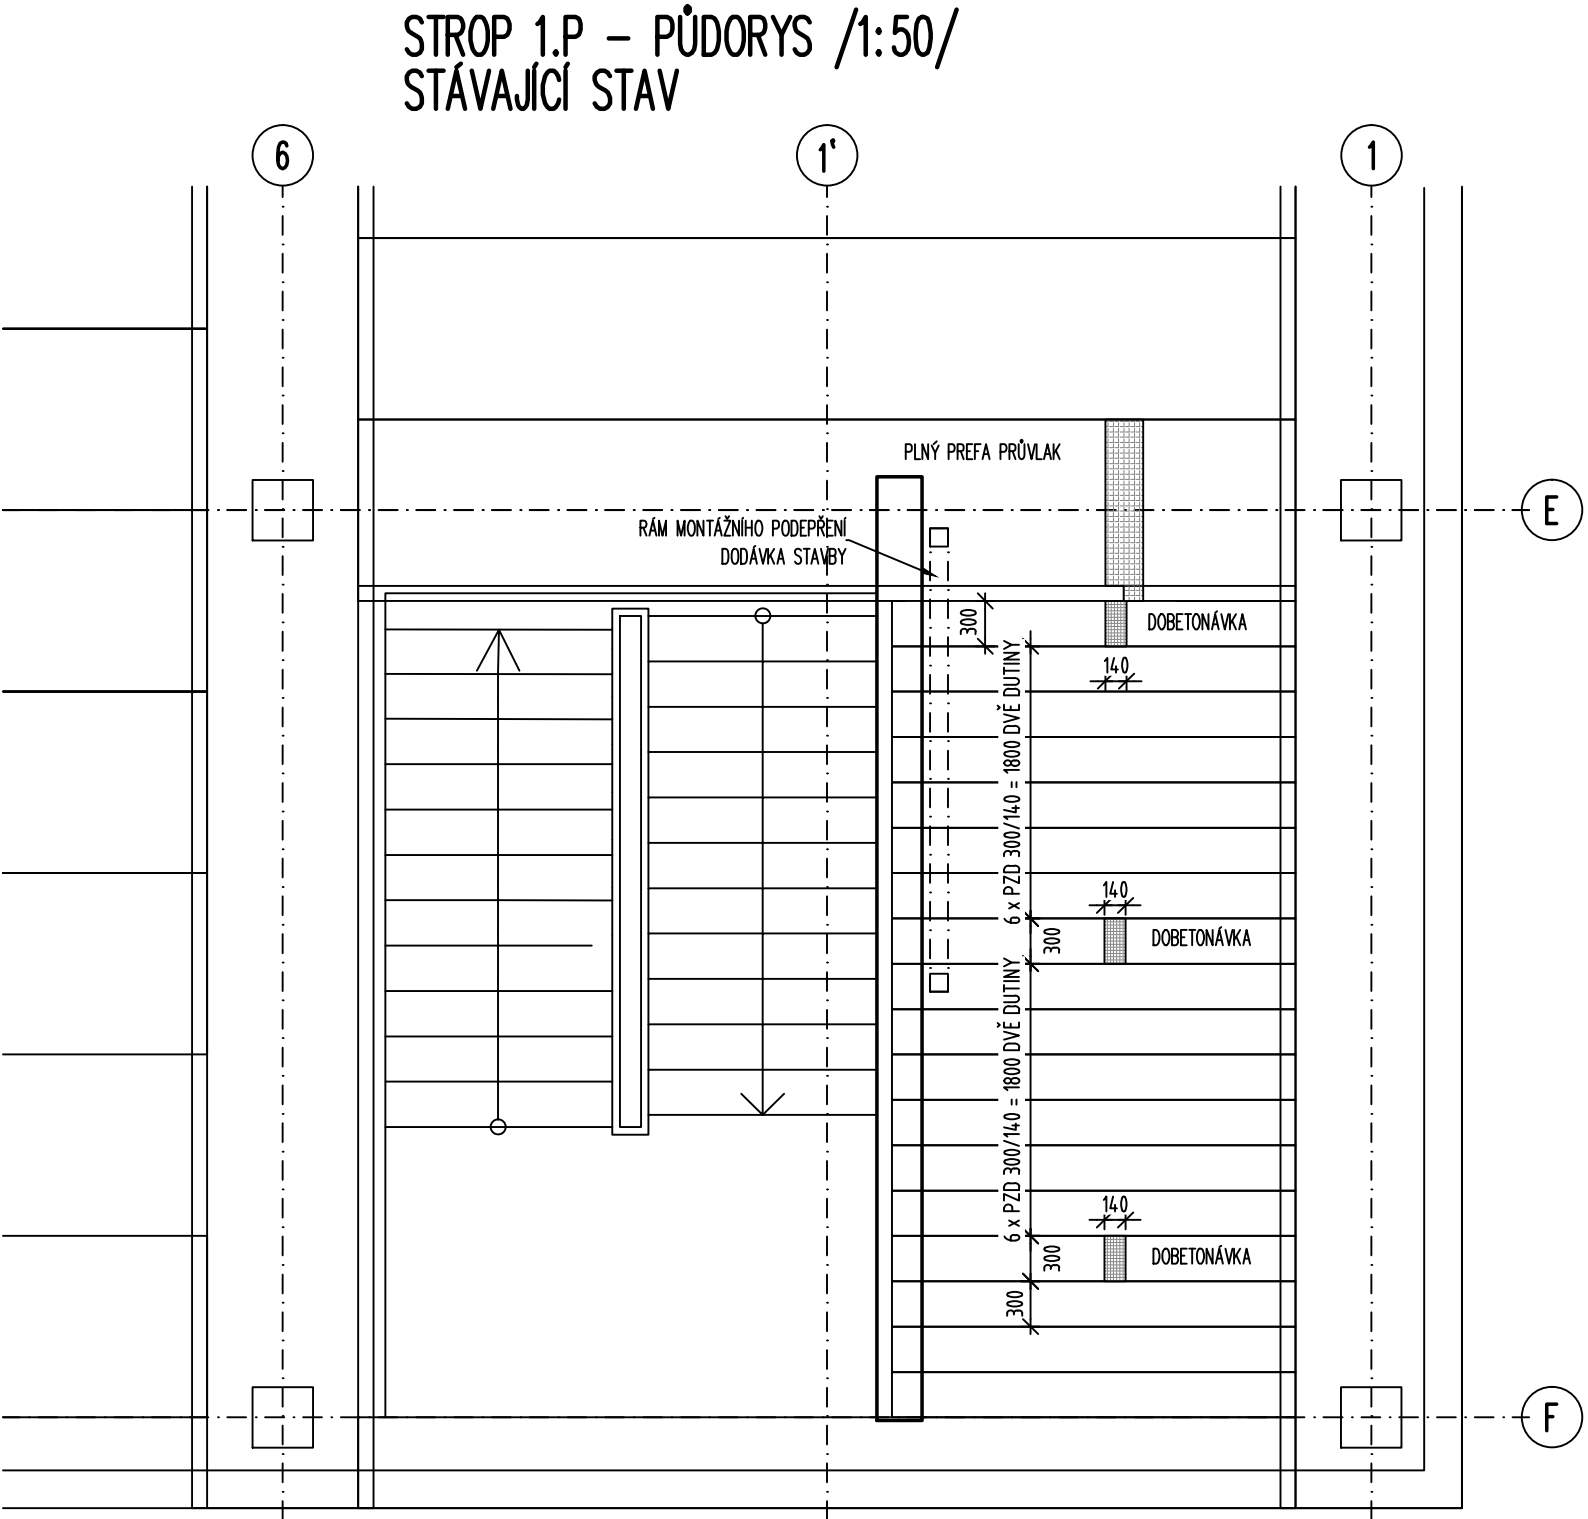 STROP 1.P - PŮDORYS /1:50/
STÁVAJÍCÍ STAV
6
1'
1
PLNÝ PREFA PRŮVLAK
E
RÁM MONTÁŽNÍHO PODEPŘENÍ
DODÁVKA STAVBY
300
DOBETONÁVKA
140
6 x PZD 300/140 = 1800 DVĚ DUTINY
140
300
DOBETONÁVKA
6 x PZD 300/140 = 1800 DVĚ DUTINY
140
300
DOBETONÁVKA
300
F